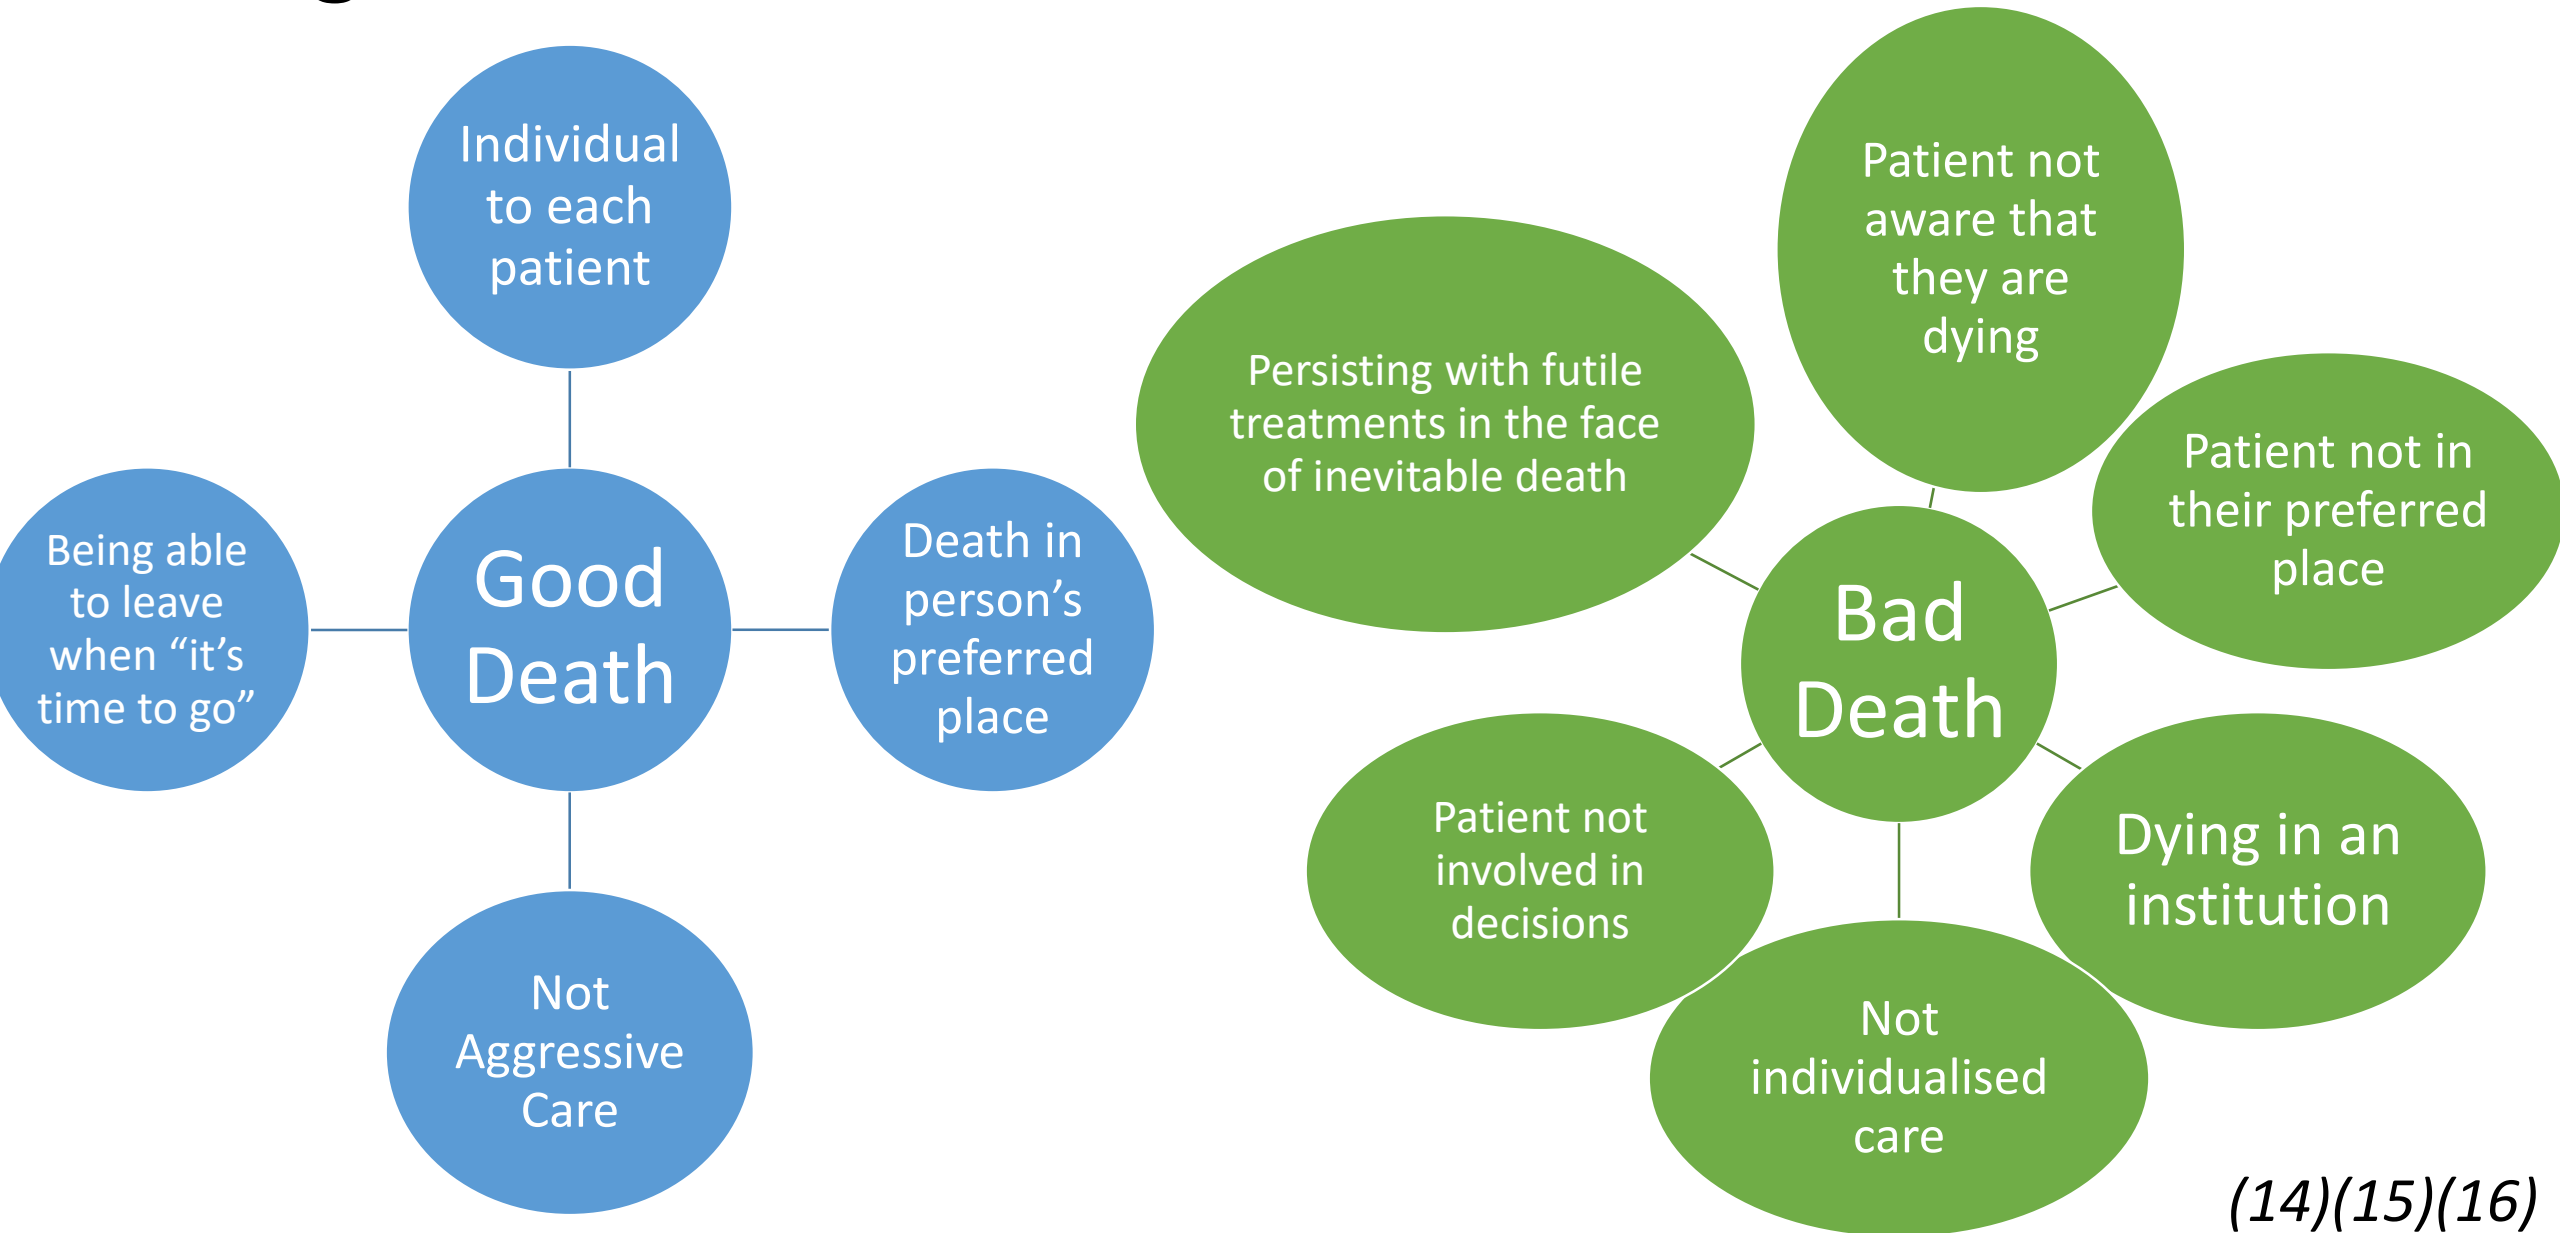 Individual
to each
patient
Being able
to leave
when “it’s
time to go”
Good
Death
Death in
person’s
preferred
place
Not
Aggressive
Care
Patient not
aware that
they are
dying
Persisting with futile
treatments in the face
of inevitable death
Patient not in
their preferred
place
Bad
Death
Patient not
involved in
decisions
Dying in an
institution
Not
individualised
care
(14)(15)(16)